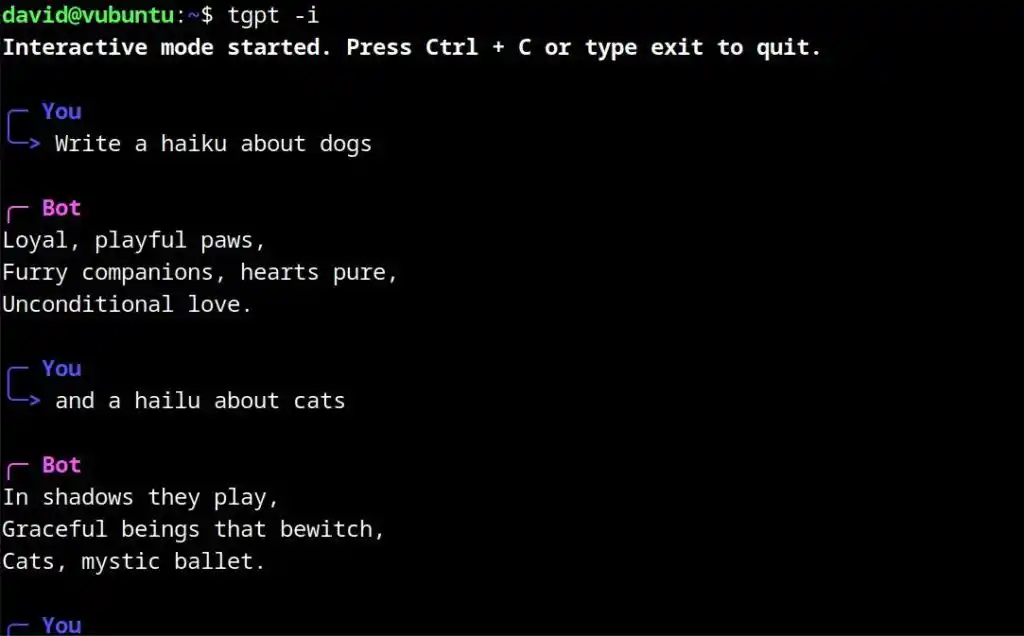 david@vubuntu:~$ tgpt -i
Interactive mode started. Press Ctrl + C or type exit to quit.
You
> Write a haiku about dogs
Bot
Loyal, playful paws,
Furry companions, hearts pure,
Unconditional love.
You
> and a hailu about cats
Bot
In shadows they play,
Graceful beings that bewitch,
Cats, mystic ballet.
You